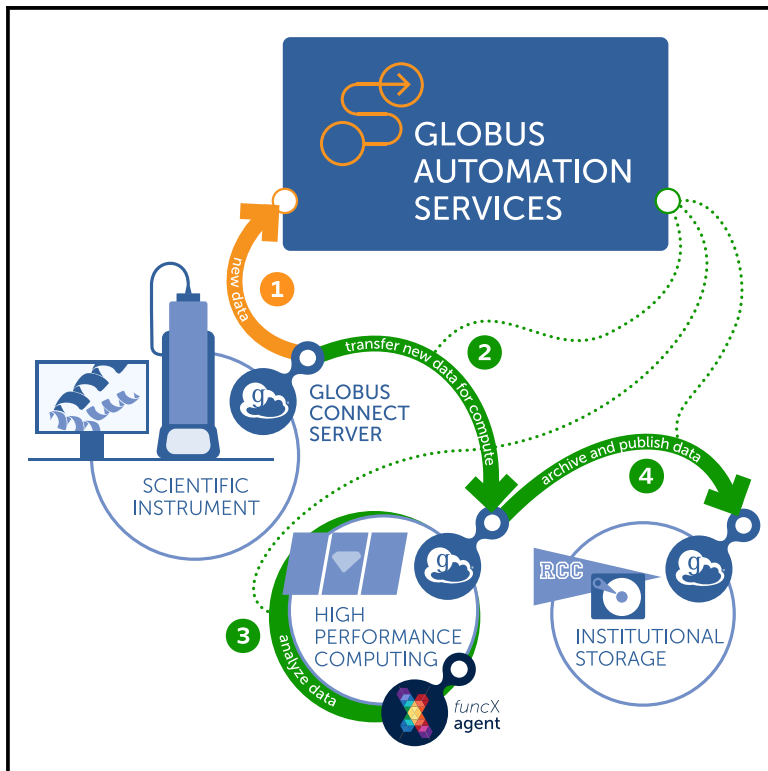 GLOBUS
AUTOMATION
SERVICES
1
new data
2
transfer new data for compute
g
GLOBUS
CONNECT
SERVER
SCIENTIFIC
INSTRUMENT
archive and publish data
4
g
HIGH
PERFORMANCE
COMPUTING
3
analyze data
funcX
agent
RCC
g
INSTITUTIONAL
STORAGE